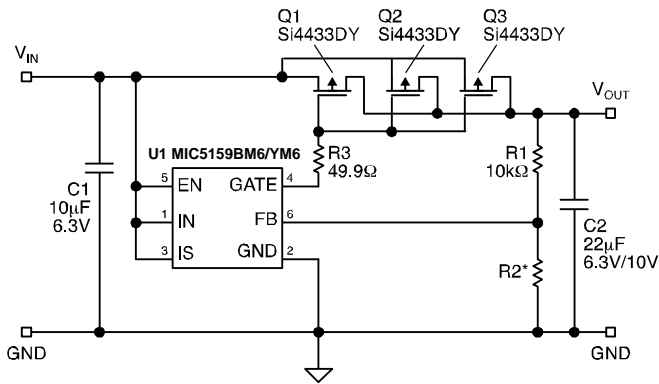 Q1
Si4433DY
Q2
Si4433DY
Q3
Si4433DY
VIN
VOUT
U1 MIC5159BM6/YM6
R3
49.9Ω
R1
10kΩ
C1
10µF
6.3V
5
EN
GATE
4
1
IN
FB
6
3
IS
GND
2
C2
22µF
6.3V/10V
R2*
GND
GND